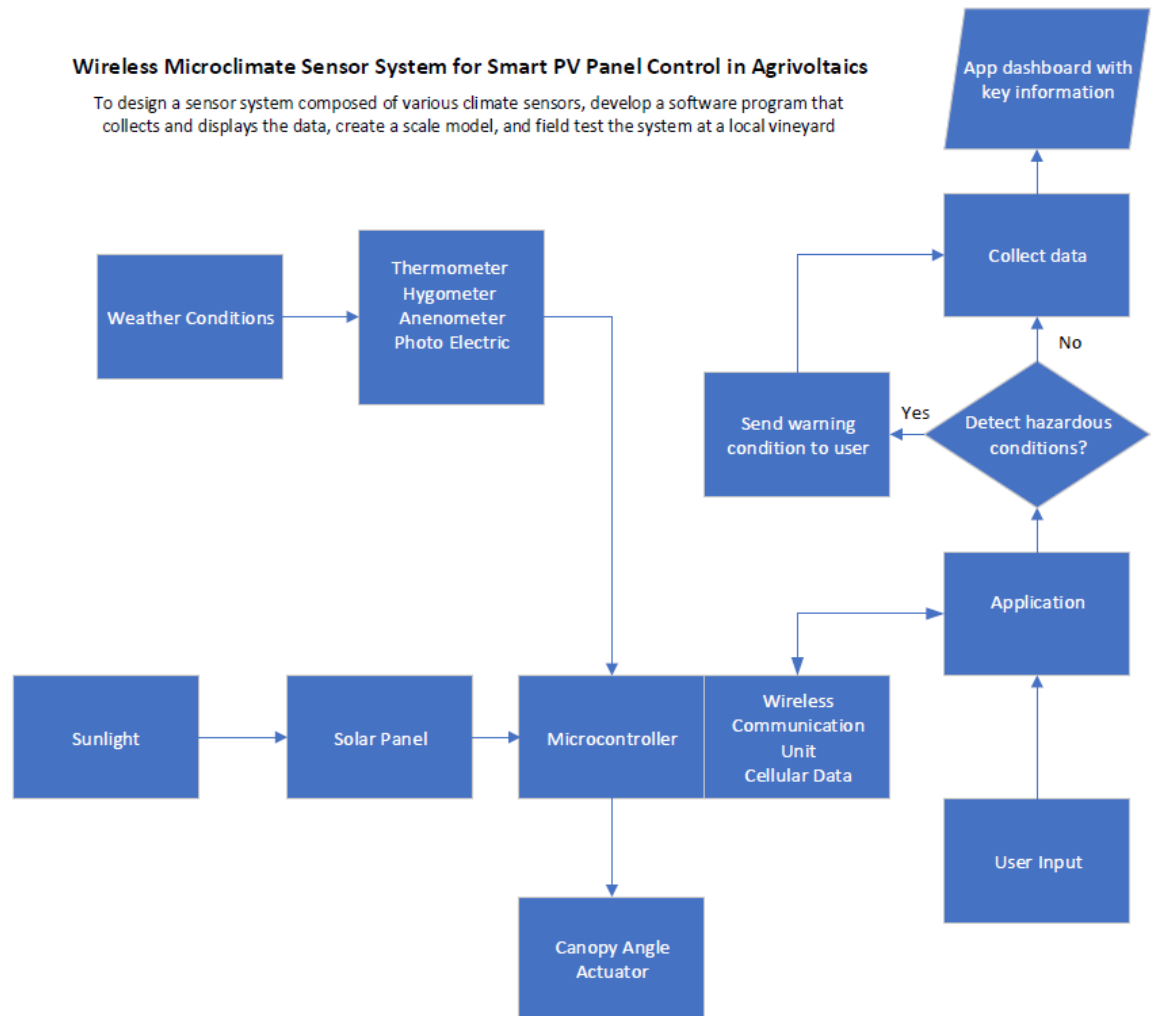 Wireless Microclimate Sensor System for Smart PV Panel Control in Agrivoltaics
To design a sensor system composed of various climate sensors, develop a software program that
collects and displays the data, create a scale model, and field test the system at a local vineyard
App dashboard with
key information
Collect data
Weather Conditions
Thermometer
Hygometer
Anenometer
Photo Electric
No
Yes
Send warning
condition to user
Detect hazardous
conditions?
Application
Sunlight
Solar Panel
Microcontroller
Wireless
Communication
Unit
Cellular Data
User Input
Canopy Angle
Actuator